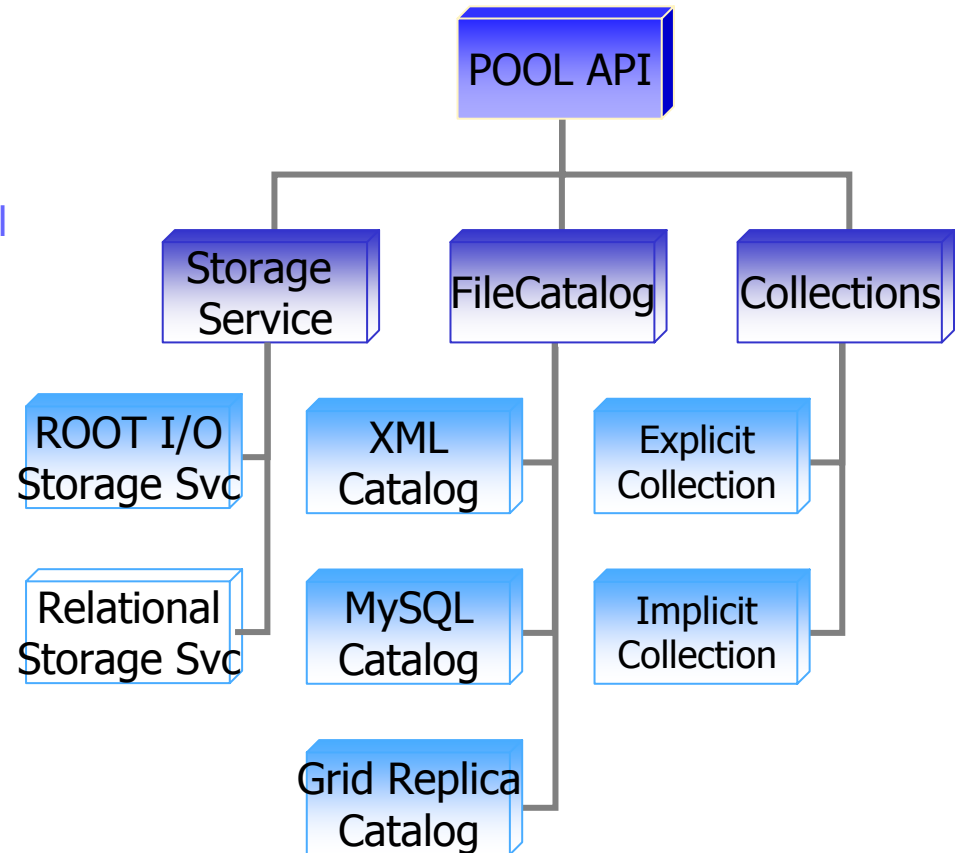 POOL API
Storage
Service
FileCatalog
Collections
ROOT I/O
Storage Svc
XML
Catalog
Explicit
Collection
Relational
Storage Svc
MySQL
Catalog
Implicit
Collection
Grid Replica
Catalog